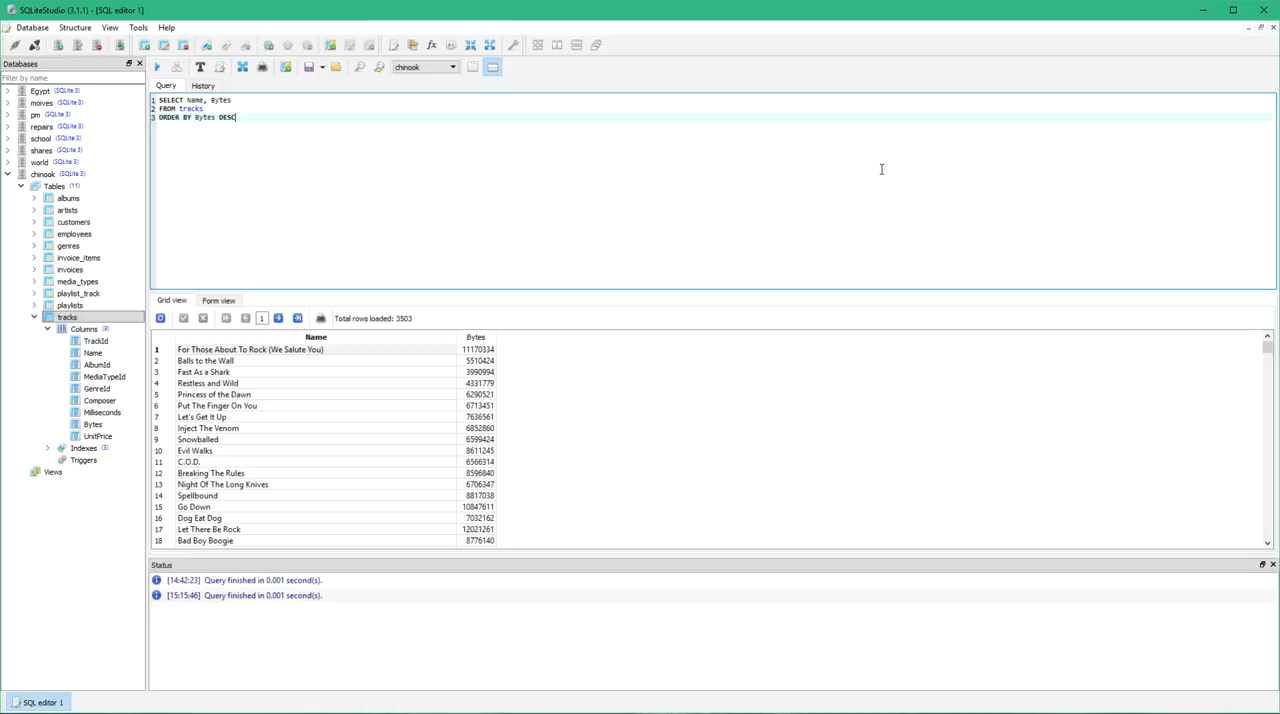 SQLiteStudio (3.1.1) - [SQL editor 1]
Database Structure View Tools Help
Databases
Filter by name
Egypt (SQLite 3)
moives (SQLite 3)
pm (SQLite 3)
repairs (SQLite 3)
school (SQLite 3)
shares (SQLite 3)
world (SQLite 3)
chinook (SQLite 3)
Tables (11)
albums
artists
customers
employees
genres
invoice_items
invoices
media_types
playlist_track
playlists
tracks
Columns (9)
TrackId
Name
AlbumId
MediaTypeId
GenreId
Composer
Milliseconds
Bytes
UnitPrice
Indexes (3)
Triggers
Views
chinook
Query History
1 SELECT Name, Bytes
2 FROM tracks
3 ORDER BY Bytes DESC
Grid view Form view
1 Total rows loaded: 3503
Name Bytes
1 For Those About To Rock (We Salute You) 11170334
2 Balls to the Wall 5510424
3 Fast As a Shark 3990994
4 Restless and Wild 4331779
5 Princess of the Dawn 6290521
6 Put The Finger On You 6713451
7 Let's Get It Up 7636561
8 Inject The Venom 6852860
9 Snowballed 6599424
10 Evil Walks 8611245
11 C.O.D. 6566314
12 Breaking The Rules 8596840
13 Night Of The Long Knives 6706347
14 Spellbound 8817038
15 Go Down 10847611
16 Dog Eat Dog 7032162
17 Let There Be Rock 12021261
18 Bad Boy Boogie 8776140
Status
[14:42:23] Query finished in 0.001 second(s).
[15:15:46] Query finished in 0.001 second(s).
SQL editor 1